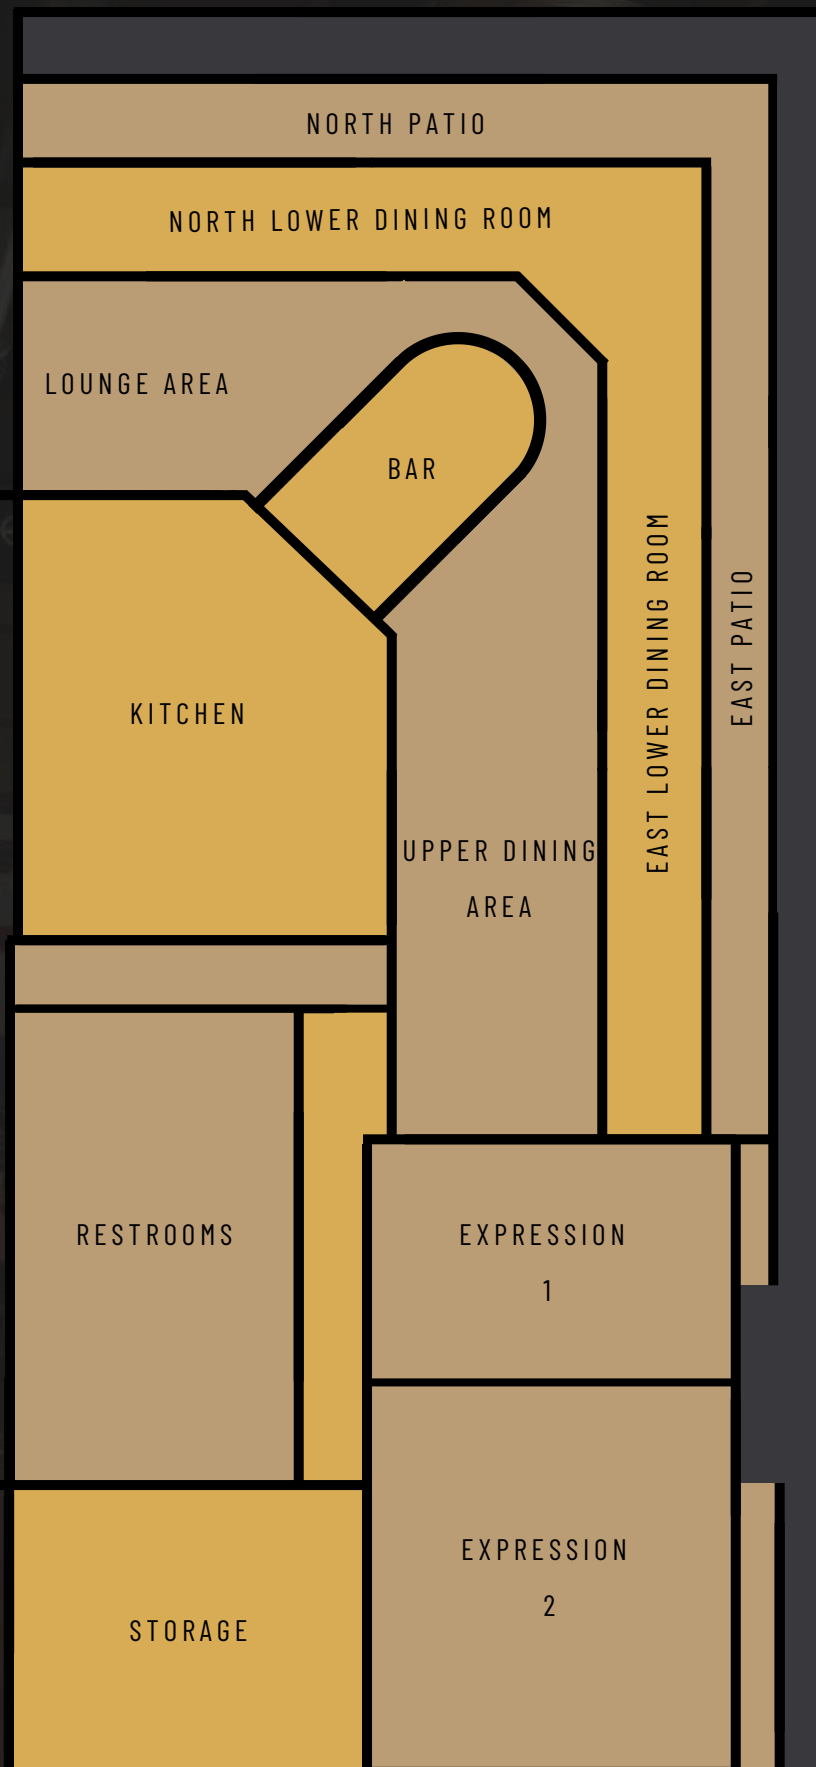 NORTH PATIO
NORTH LOWER DINING ROOM
LOUNGE AREA
BAR
EAST LOWER DINING ROOM
EAST PATIO
KITCHEN
UPPER DINING
AREA
RESTROOMS
EXPRESSION
1
EXPRESSION
2
STORAGE